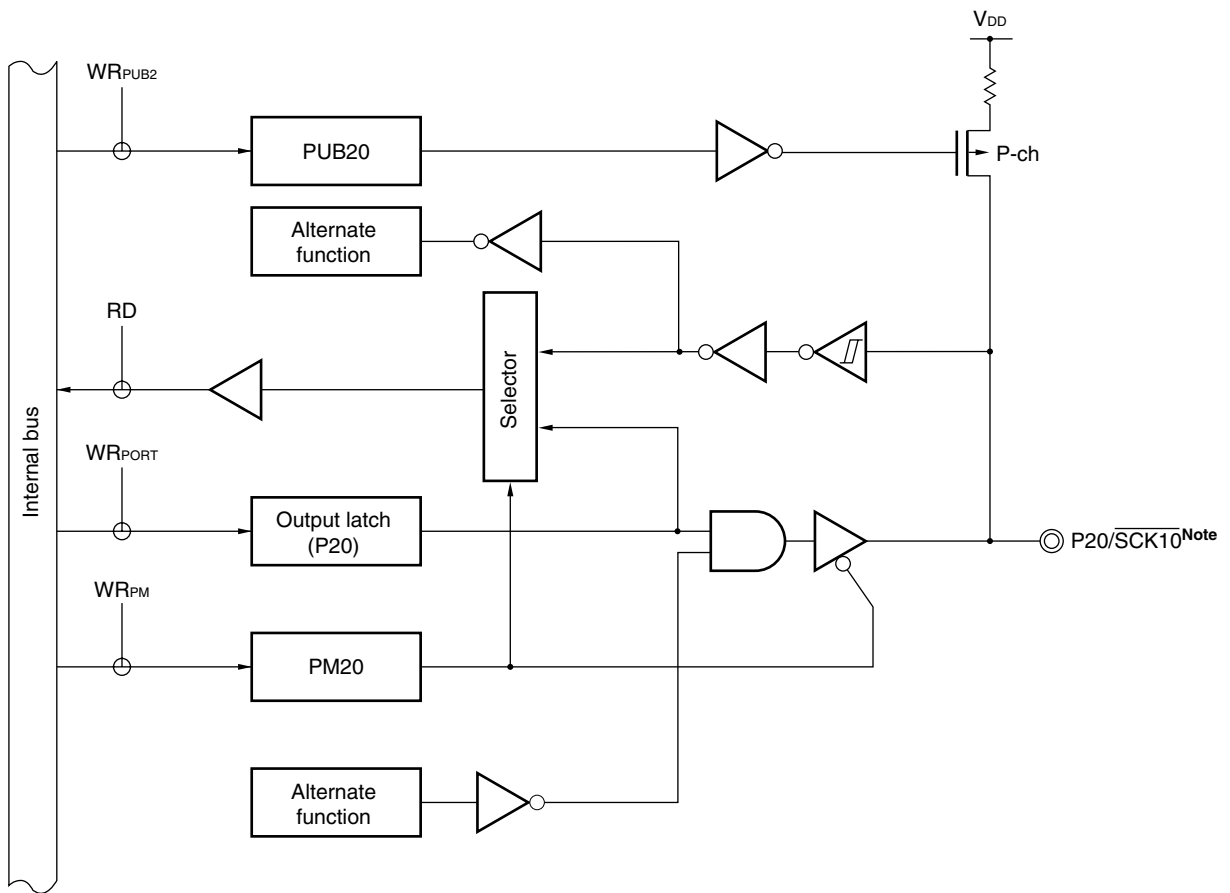 VDD
WRPUB2
PUB20
P-ch
Alternate
function
RD
Selector
Internal bus
WRPORT
Output latch
(P20)
P20/SCK10Note
WRPM
PM20
Alternate
function